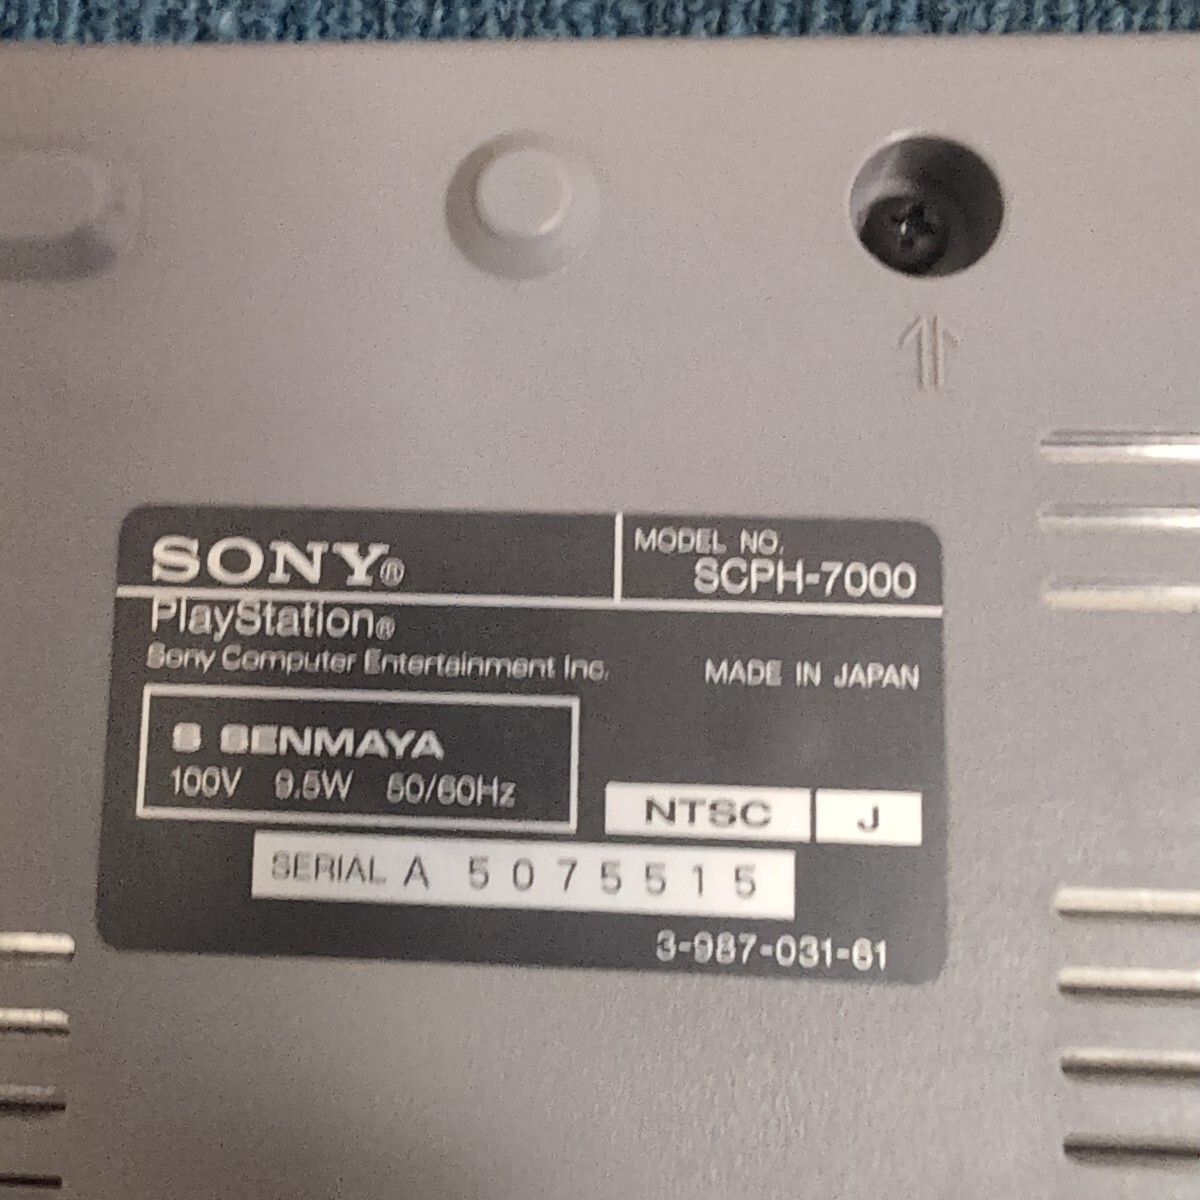 SONY®
MODEL NO.
SCPH-7000
PlayStation®
Sony Computer Entertainment Inc.
MADE IN JAPAN
S SENMAYA
100V 9.5W 50/60Hz
NTSC J
SERIAL A 5075515
3-987-031-61